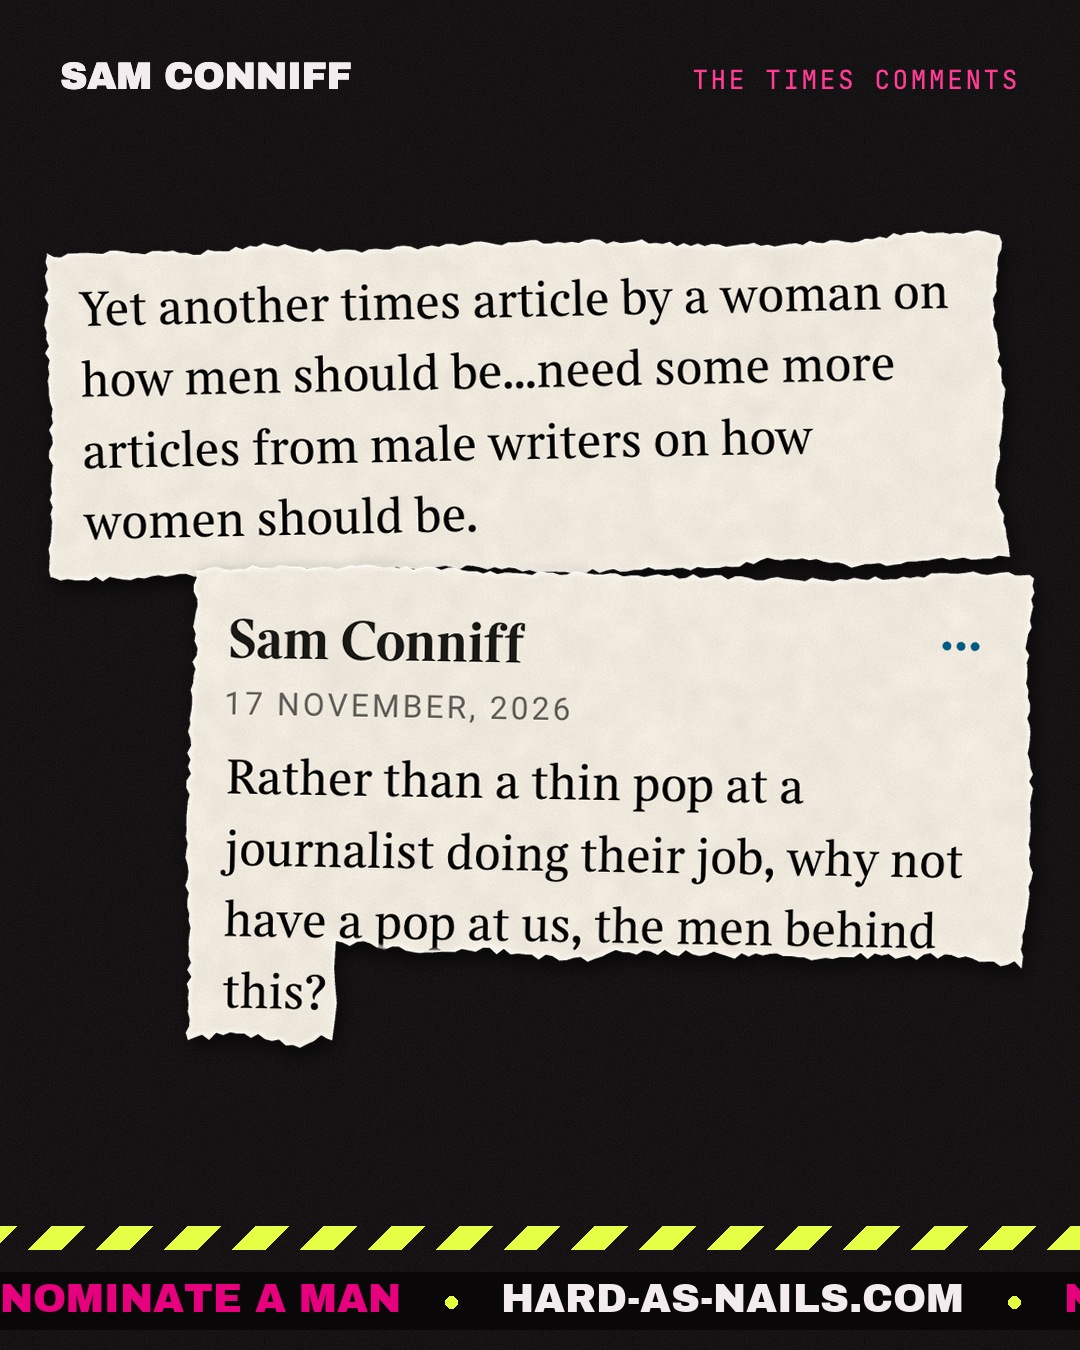 SAM CONNIFF
THE TIMES COMMENTS
Yet another times article by a woman on
how men should be...need some more
articles from male writers on how
women should be.
Sam Conniff
17 NOVEMBER, 2026
Rather than a thin pop at a
journalist doing their job, why not
have a pop at us, the men behind
this?
NOMINATE A MAN • HARD-AS-NAILS.COM •